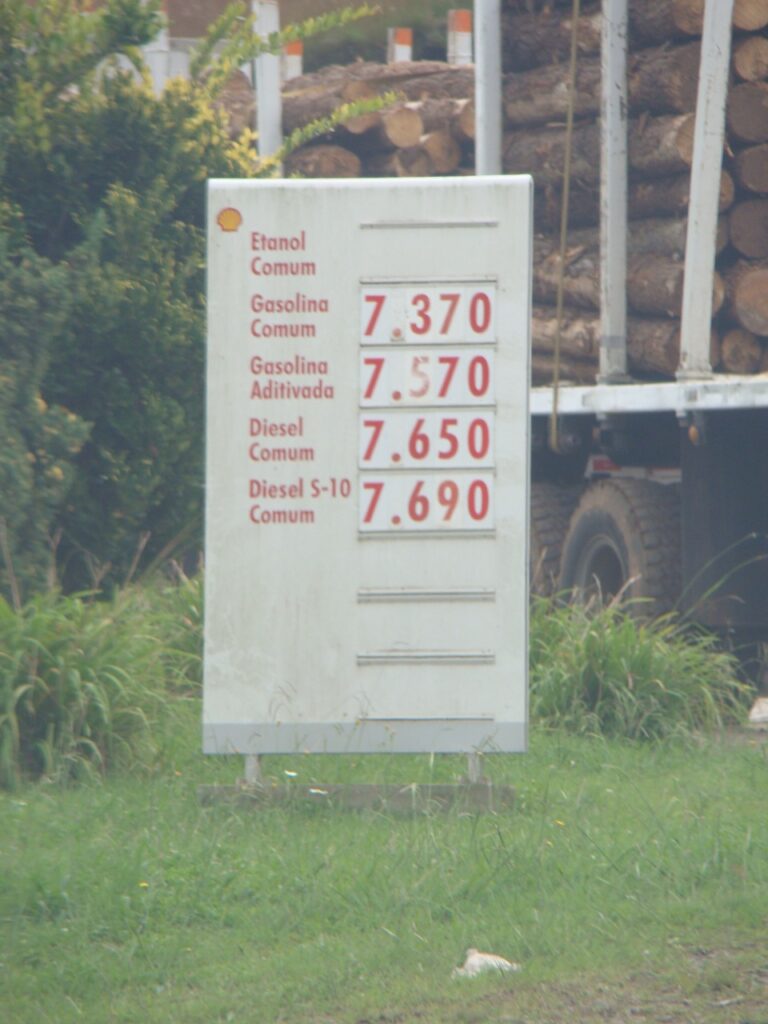 Etanol
Comum
Gasolina
Comum 7.370
Gasolina
Aditivada 7.570
Diesel
Comum 7.650
Diesel S-10
Comum 7.690